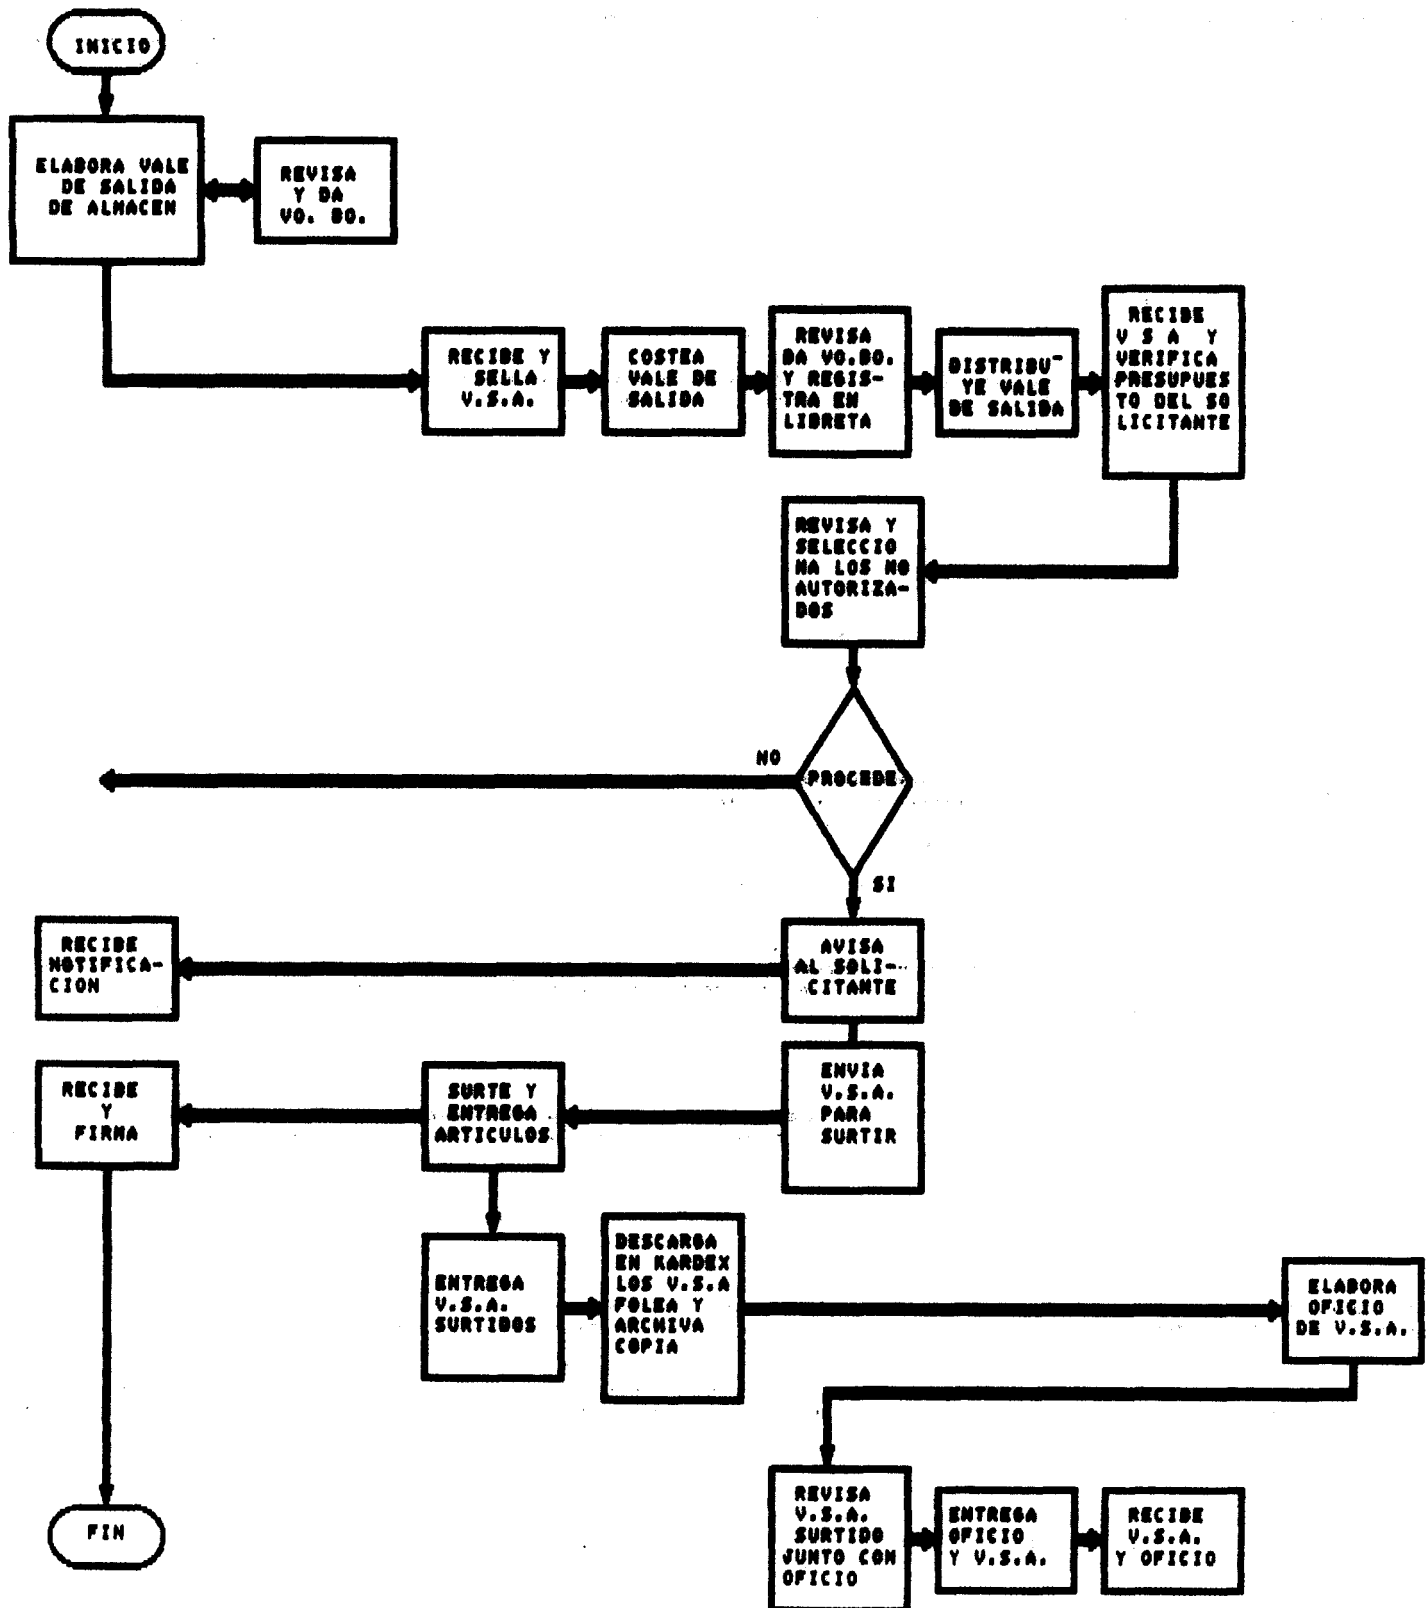 INICIO
ELABORA VALE
DE SALIDA
DE ALMACEN
REVISA
Y DA
VO. BO.
RECIBE Y
SELLA
V.S.A.
COSTEA
VALE DE
SALIDA
REVISA
DA VO.BO.
Y REGIS-
TRA EN
LIBRETA
DISTRIBU-
YE VALE
DE SALIDA
RECIBE
V S A Y
VERIFICA
PRESUPUES
TO DEL SO
LICITANTE
REVISA Y
SELECCIO
NA LOS NO
AUTORIZA-
DOS
NO
PROCEDE
SI
RECIBE
NOTIFICA-
CION
AVISA
AL SOLI-
CITANTE
RECIBE
Y
FIRMA
SURTE Y
ENTREGA
ARTICULOS
ENVIA
V.S.A.
PARA
SURTIR
ENTREGA
V.S.A.
SURTIDOS
DESCARGA
EN KARDEX
LOS V.S.A
FOLEA Y
ARCHIVA
COPIA
ELABORA
OFICIO
DE V.S.A.
FIN
REVISA
V.S.A.
SURTIDO
JUNTO CON
OFICIO
ENTREGA
OFICIO
Y V.S.A.
RECIBE
V.S.A.
Y OFICIO